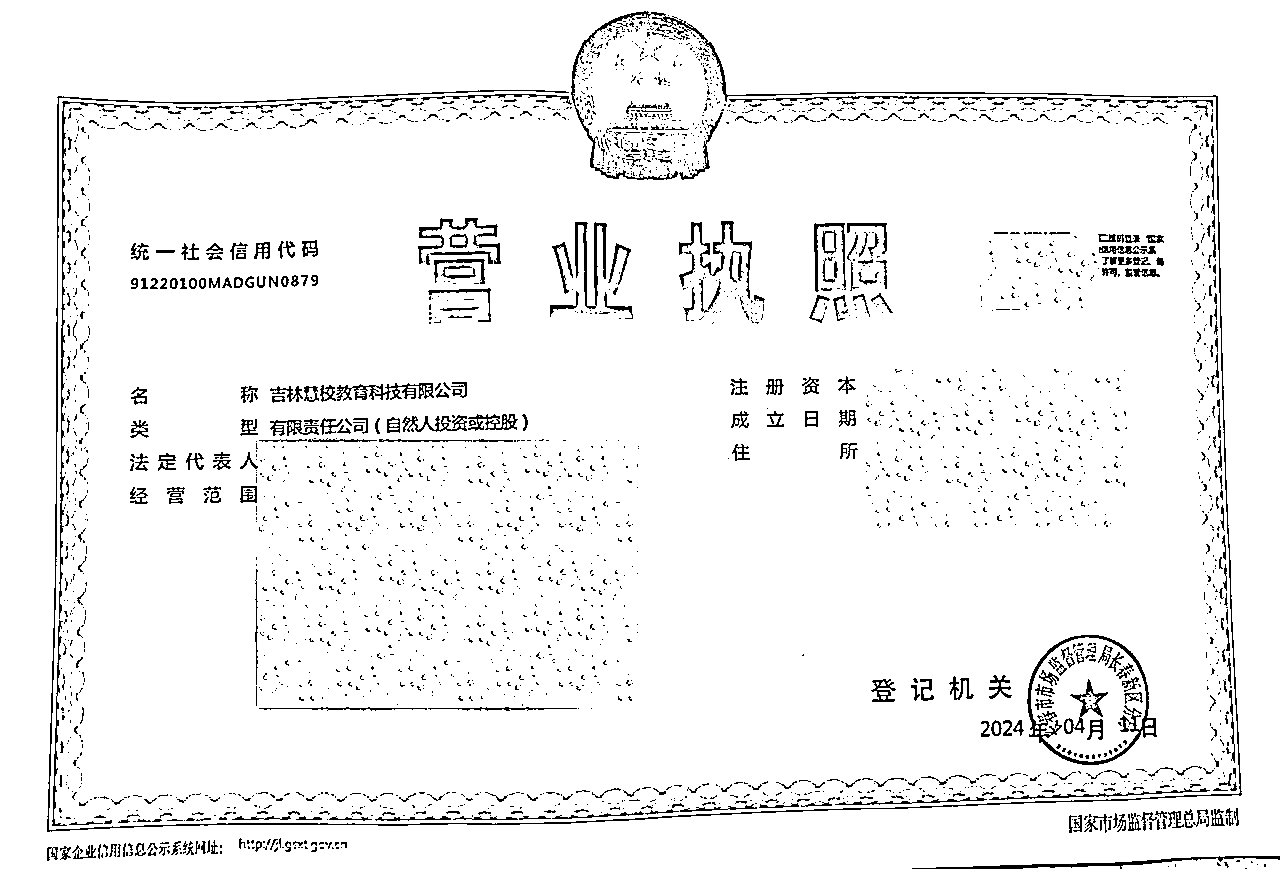 营业执照
统一社会信用代码
91220100MADGUN0879
名称 吉林慧校教育科技有限公司
类型 有限责任公司(自然人投资或控股)
法定代表人
经营范围
注册资本
成立日期
住所
登记机关
长春市市场监督管理局长春新区分局
2024年04月11日
国家企业信用信息公示系统网址: http://jl.gsxt.gov.cn
国家市场监督管理总局监制